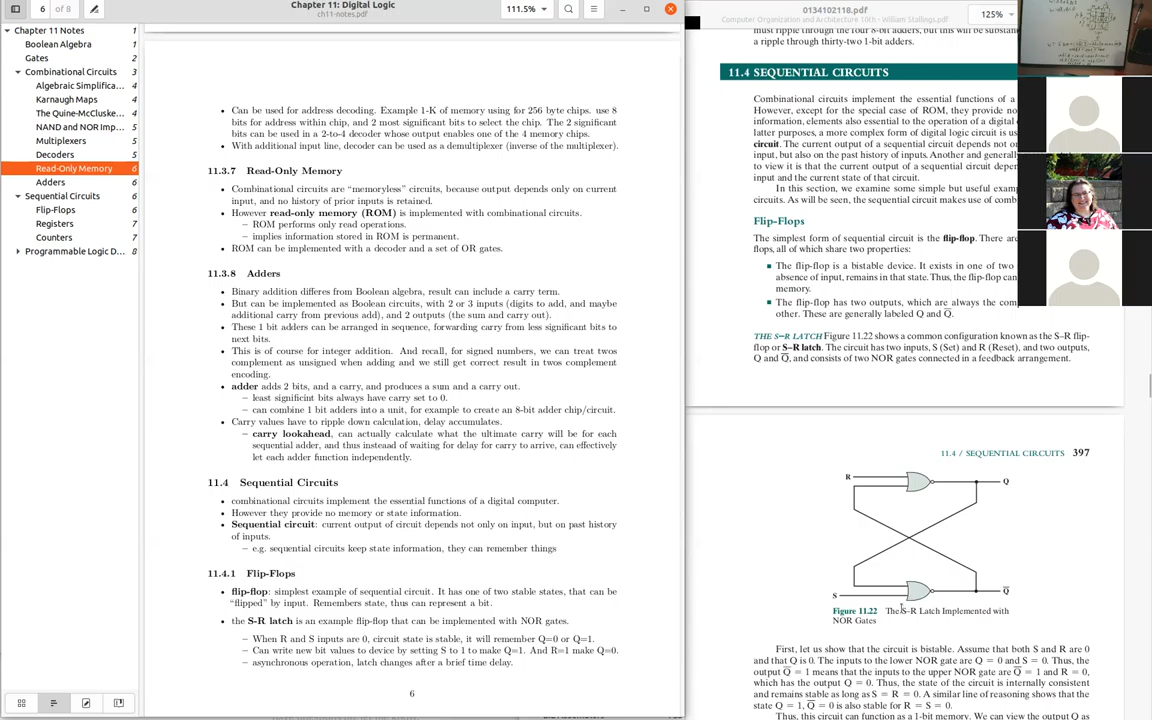 6 of 8
Chapter 11: Digital Logic
ch11-notes.pdf
111.5%
Chapter 11 Notes 1
Boolean Algebra 1
Gates 2
Combinational Circuits 3
Algebraic Simplifica... 4
Karnaugh Maps 4
The Quine-McCluske... 4
NAND and NOR Imp... 5
Multiplexers 5
Decoders 5
Read-Only Memory 6
Adders 6
Sequential Circuits 6
Flip-Flops 6
Registers 7
Counters 7
Programmable Logic D... 8
• Can be used for address decoding. Example 1-K of memory using for 256 byte chips. use 8
bits for address within chip, and 2 most significant bits to select the chip. The 2 significant
bits can be used in a 2-to-4 decoder whose output enables one of the 4 memory chips.
• With additional input line, decoder can be used as a demultiplexer (inverse of the multiplexer).
11.3.7 Read-Only Memory
• Combinational circuits are “memoryless” circuits, because output depends only on current
input, and no history of prior inputs is retained.
• However read-only memory (ROM) is implemented with combinational circuits.
– ROM performs only read operations.
– implies information stored in ROM is permanent.
• ROM can be implemented with a decoder and a set of OR gates.
11.3.8 Adders
• Binary addition differs from Boolean algebra, result can include a carry term.
• But can be implemented as Boolean circuits, with 2 or 3 inputs (digits to add, and maybe
additional carry from previous add), and 2 outputs (the sum and carry out).
• These 1 bit adders can be arranged in sequence, forwarding carry from less significant bits to
next bits.
• This is of course for integer addition. And recall, for signed numbers, we can treat twos
complement as unsigned when adding and we still get correct result in twos complement
encoding.
• adder adds 2 bits, and a carry, and produces a sum and a carry out.
– least significint bits always have carry set to 0.
– can combine 1 bit adders into a unit, for example to create an 8-bit adder chip/circuit.
• Carry values have to ripple down calculation, delay accumulates.
– carry lookahead, can actually calculate what the ultimate carry will be for each
sequential adder, and thus insteaad of waiting for delay for carry to arrive, can effectively
let each adder function independently.
11.4 Sequential Circuits
• combinational circuits implement the essential functions of a digital computer.
• However they provide no memory or state information.
• Sequential circuit: current output of circuit depends not only on input, but on past history
of inputs.
– e.g. sequential circuits keep state information, they can remember things
11.4.1 Flip-Flops
• flip-flop: simplest example of sequential circuit. It has one of two stable states, that can be
“flipped” by input. Remembers state, thus can represent a bit.
• the S-R latch is an example flip-flop that can be implemented with NOR gates.
– When R and S inputs are 0, circuit state is stable, it will remember Q=0 or Q=1.
– Can write new bit values to device by setting S to 1 to make Q=1. And R=1 make Q=0.
– asynchronous operation, latch changes after a brief time delay.
6
0134102118.pdf
Computer Organization and Architecture 10th - William Stallings.pdf
125%
must ripple through the four 8-bit adders, but this will be substan
a ripple through thirty-two 1-bit adders.
11.4 SEQUENTIAL CIRCUITS
Combinational circuits implement the essential functions of a
However, except for the special case of ROM, they provide no
information, elements also essential to the operation of a digital
latter purposes, a more complex form of digital logic circuit is us
circuit. The current output of a sequential circuit depends not on
input, but also on the past history of inputs. Another and generall
to view it is that the current output of a sequential circuit depen
input and the current state of that circuit.
In this section, we examine some simple but useful examp
circuits. As will be seen, the sequential circuit makes use of comb
Flip-Flops
The simplest form of sequential circuit is the flip-flop. There are
flops, all of which share two properties:
■ The flip-flop is a bistable device. It exists in one of two
absence of input, remains in that state. Thus, the flip-flop can
memory.
■ The flip-flop has two outputs, which are always the com
other. These are generally labeled Q and Q̅.
THE S–R LATCH Figure 11.22 shows a common configuration known as the S–R flip-
flop or S–R latch. The circuit has two inputs, S (Set) and R (Reset), and two outputs,
Q and Q̅, and consists of two NOR gates connected in a feedback arrangement.
11.4 / SEQUENTIAL CIRCUITS 397
R
Q
S
Q̅
Figure 11.22 The S–R Latch Implemented with
NOR Gates
First, let us show that the circuit is bistable. Assume that both S and R are 0
and that Q is 0. The inputs to the lower NOR gate are Q = 0 and S = 0. Thus, the
output Q̅ = 1 means that the inputs to the upper NOR gate are Q̅ = 1 and R = 0,
which has the output Q = 0. Thus, the state of the circuit is internally consistent
and remains stable as long as S = R = 0. A similar line of reasoning shows that the
state Q = 1, Q̅ = 0 is also stable for R = S = 0.
Thus, this circuit can function as a 1-bit memory. We can view the output Q as